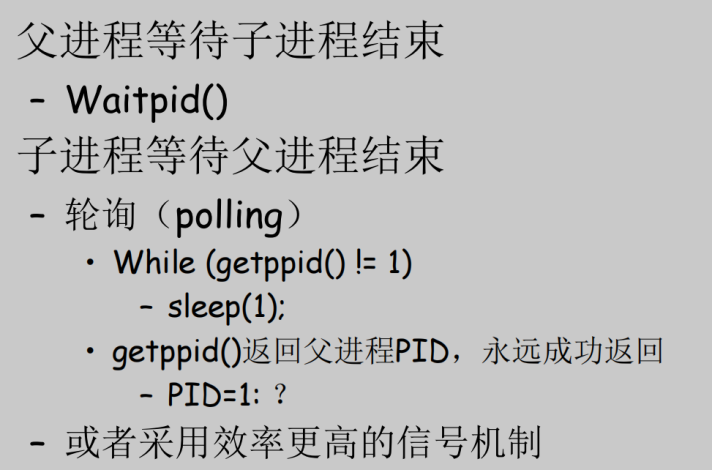 父进程等待子进程结束
– Waitpid()
子进程等待父进程结束
– 轮询（polling）
• While (getppid() != 1)
– sleep(1);
• getppid()返回父进程PID，永远成功返回
– PID=1: ？
– 或者采用效率更高的信号机制